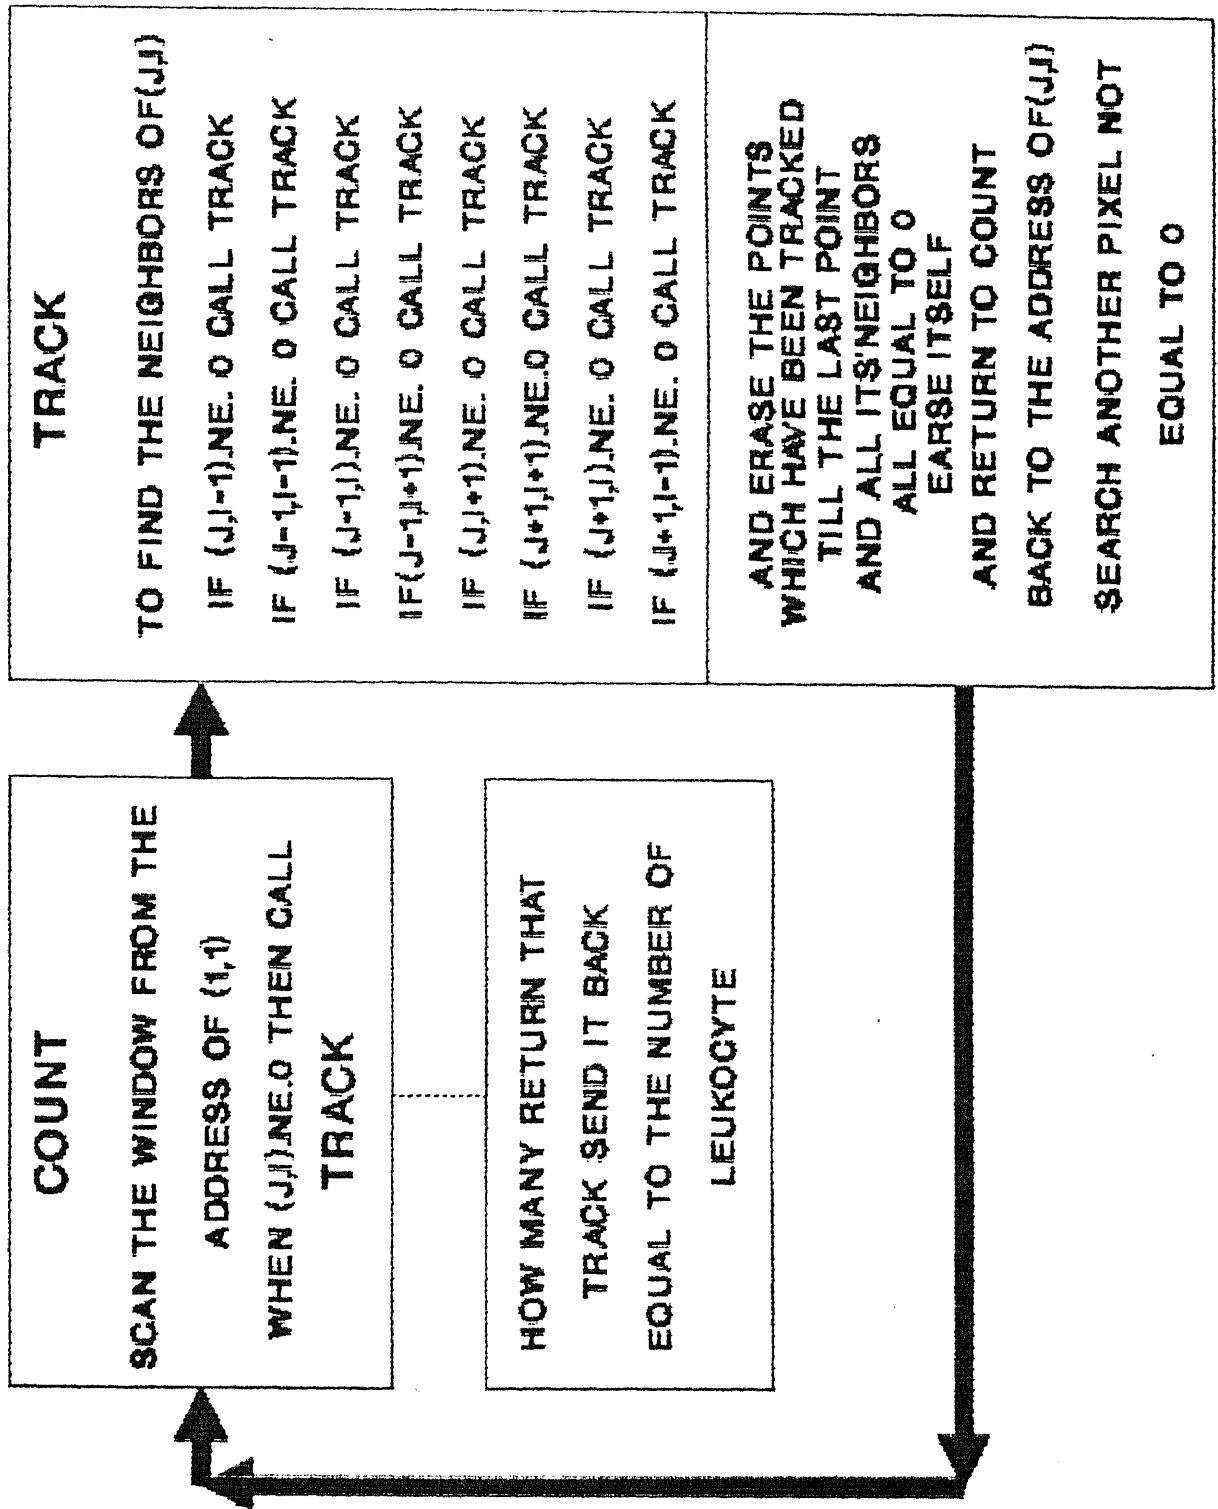 COUNT
SCAN THE WINDOW FROM THE
ADDRESS OF (1,1)
WHEN (J,I).NE.0 THEN CALL
TRACK
HOW MANY RETURN THAT
TRACK SEND IT BACK
EQUAL TO THE NUMBER OF
LEUKOCYTE
TRACK
TO FIND THE NEIGHBORS OF(J,I)
IF (J,I-1).NE. 0 CALL TRACK
IF (J-1,I-1).NE. 0 CALL TRACK
IF (J-1,I).NE. 0 CALL TRACK
IF(J-1,I+1).NE. 0 CALL TRACK
IF (J,I+1).NE. 0 CALL TRACK
IF (J+1,I+1).NE.0 CALL TRACK
IF (J+1,I).NE. 0 CALL TRACK
IF (J+1,I-1).NE. 0 CALL TRACK
AND ERASE THE POINTS
WHICH HAVE BEEN TRACKED
TILL THE LAST POINT
AND ALL ITS'NEIGHBORS
ALL EQUAL TO 0
EARSE ITSELF
AND RETURN TO COUNT
BACK TO THE ADDRESS OF(J,I)
SEARCH ANOTHER PIXEL NOT
EQUAL TO 0